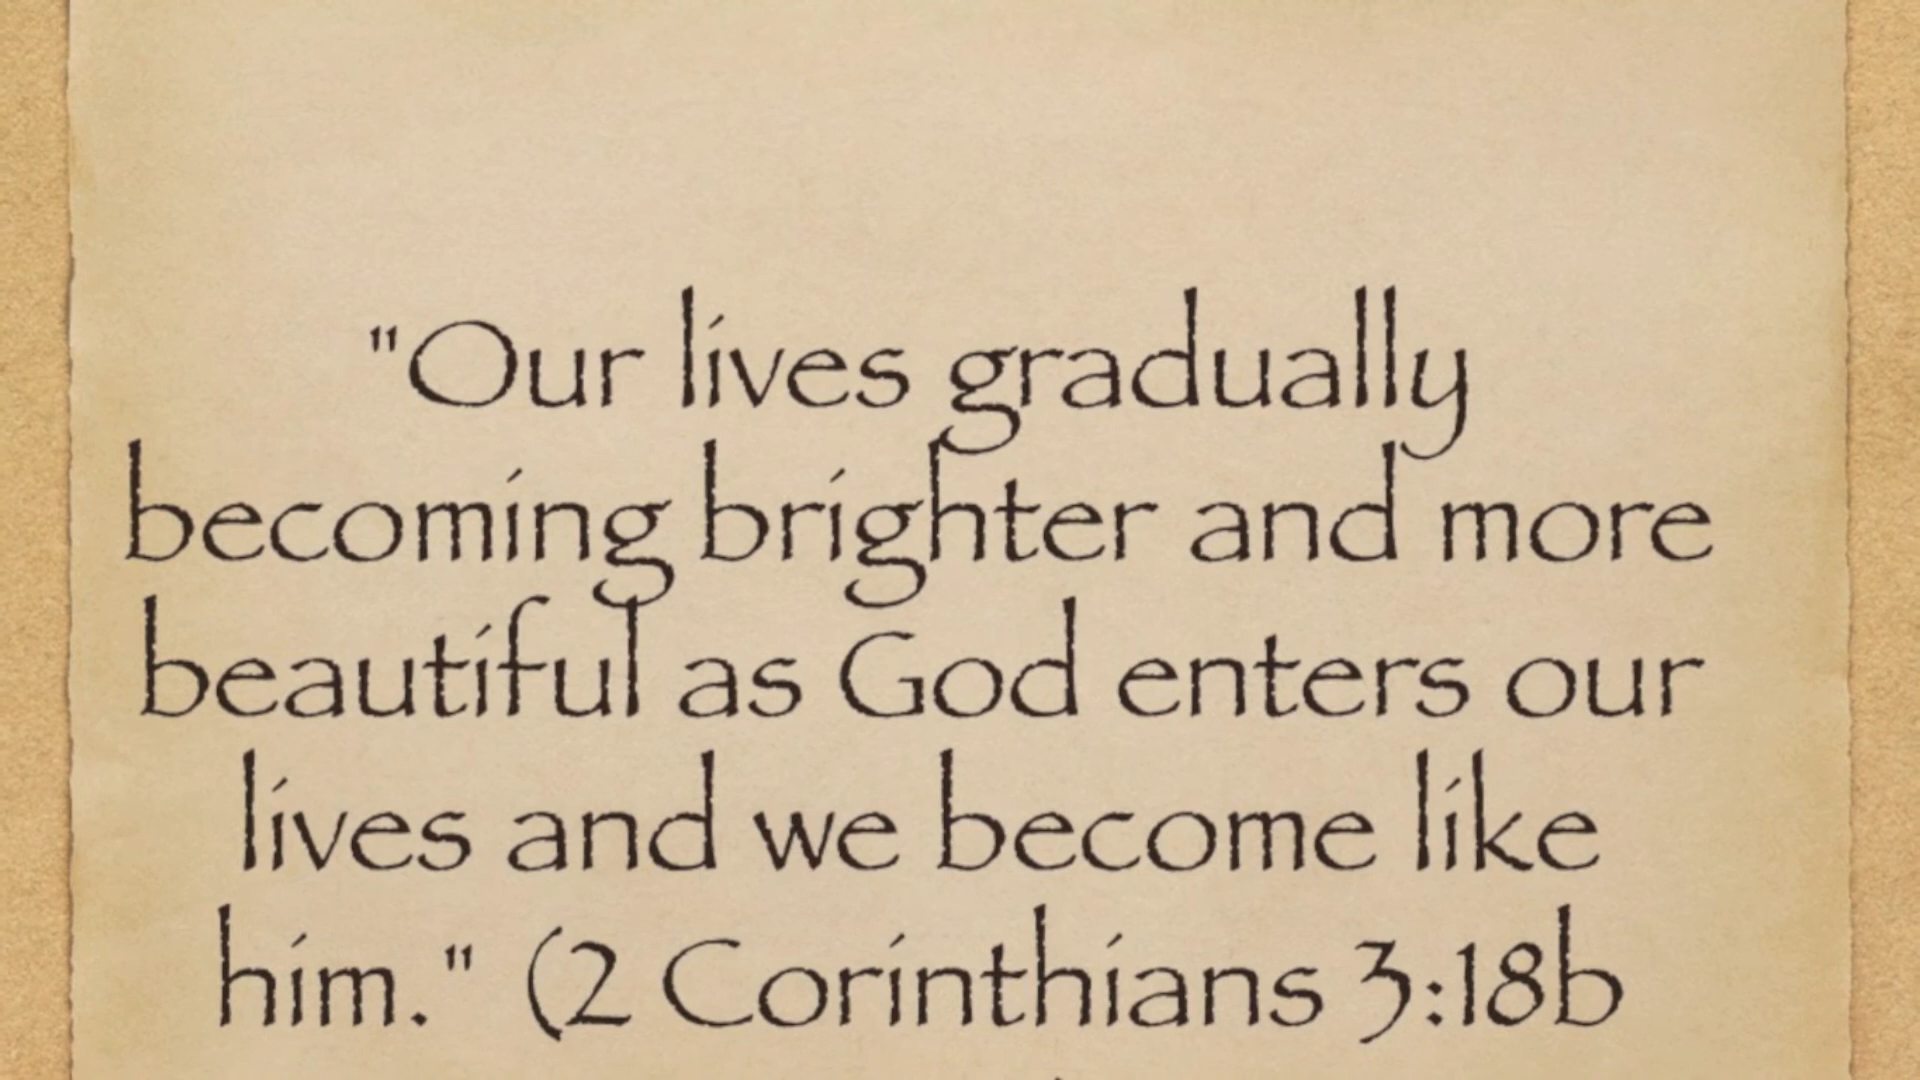 "Our lives gradually
becoming brighter and more
beautiful as God enters our
lives and we become like
him." (2 Corinthians 3:18b